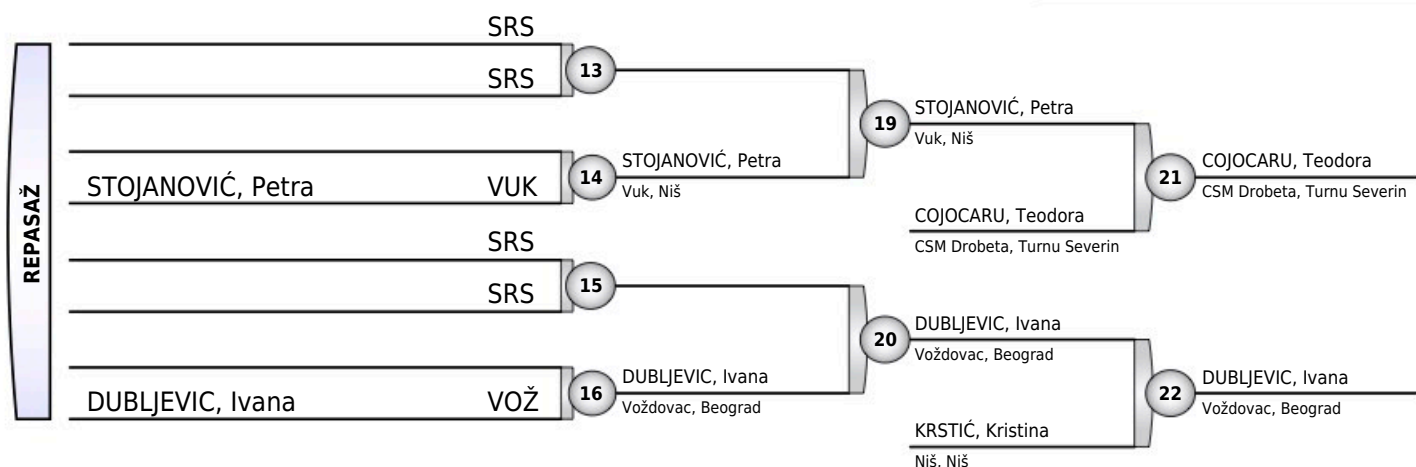 REPASAŽ
SRS
SRS
13
STOJANOVIĆ, Petra VUK
14
STOJANOVIĆ, Petra
Vuk, Niš
SRS
SRS
15
DUBLJEVIC, Ivana VOŽ
16
DUBLJEVIC, Ivana
Voždovac, Beograd
19
STOJANOVIĆ, Petra
Vuk, Niš
COJOCARU, Teodora
CSM Drobeta, Turnu Severin
20
DUBLJEVIC, Ivana
Voždovac, Beograd
KRSTIĆ, Kristina
Niš, Niš
21
COJOCARU, Teodora
CSM Drobeta, Turnu Severin
22
DUBLJEVIC, Ivana
Voždovac, Beograd